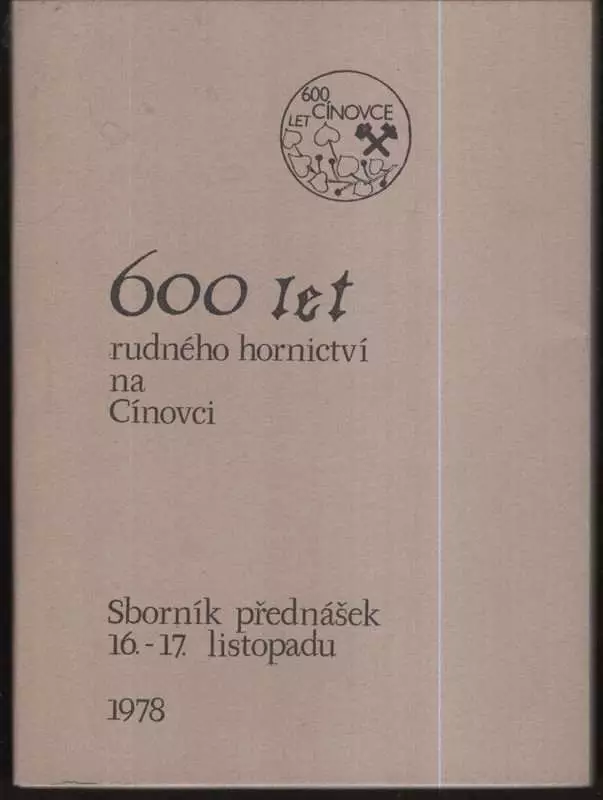 600
LET CÍNOVCE
600 let
rudného hornictví
na
Cínovci
Sborník přednášek
16.-17. listopadu
1978